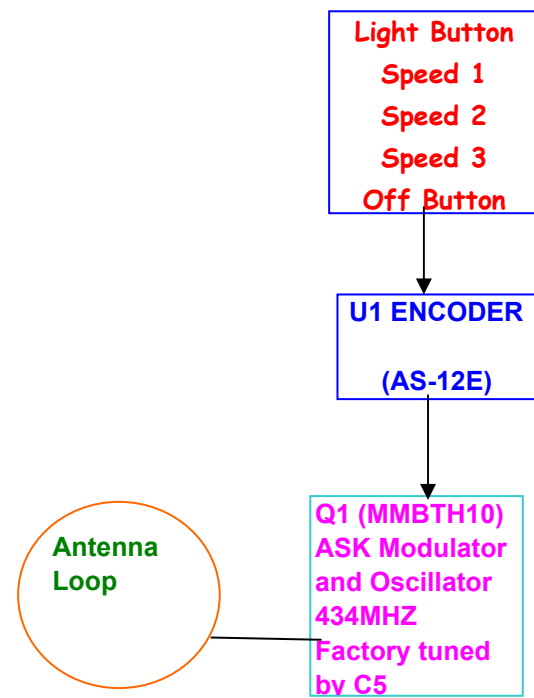 Light Button
Speed 1
Speed 2
Speed 3
Off Button
U1 ENCODER
(AS-12E)
Q1 (MMBTH10)
ASK Modulator
and Oscillator
434MHZ
Factory tuned
by C5
Antenna
Loop